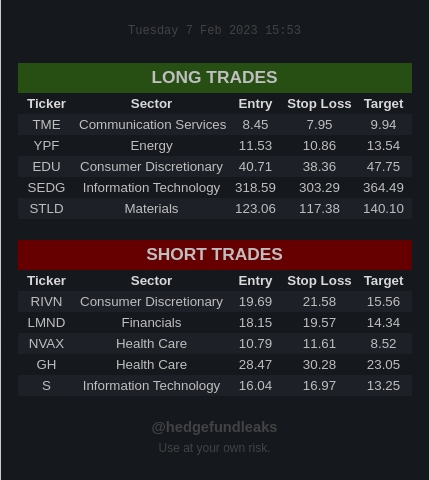 Tuesday 7 Feb 2023 15:53
LONG TRADES
Ticker Sector Entry Stop Loss Target
TME Communication Services 8.45 7.95 9.94
YPF Energy 11.53 10.86 13.54
EDU Consumer Discretionary 40.71 38.36 47.75
SEDG Information Technology 318.59 303.29 364.49
STLD Materials 123.06 117.38 140.10
SHORT TRADES
Ticker Sector Entry Stop Loss Target
RIVN Consumer Discretionary 19.69 21.58 15.56
LMND Financials 18.15 19.57 14.34
NVAX Health Care 10.79 11.61 8.52
GH Health Care 28.47 30.28 23.05
S Information Technology 16.04 16.97 13.25
@hedgefundleaks
Use at your own risk.